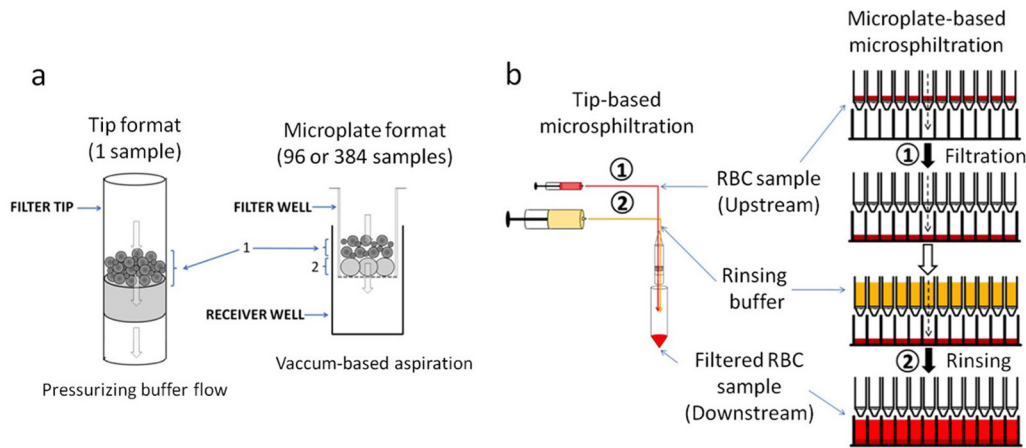 a
Tip format
(1 sample)
FILTER TIP
Pressurizing buffer flow
Microplate format
(96 or 384 samples)
FILTER WELL
1
2
RECEIVER WELL
Vaccum-based aspiration
b
Tip-based
microsphiltration
①
②
RBC sample
(Upstream)
Rinsing
buffer
Filtered RBC
sample
(Downstream)
Microplate-based
microsphiltration
① Filtration
② Rinsing